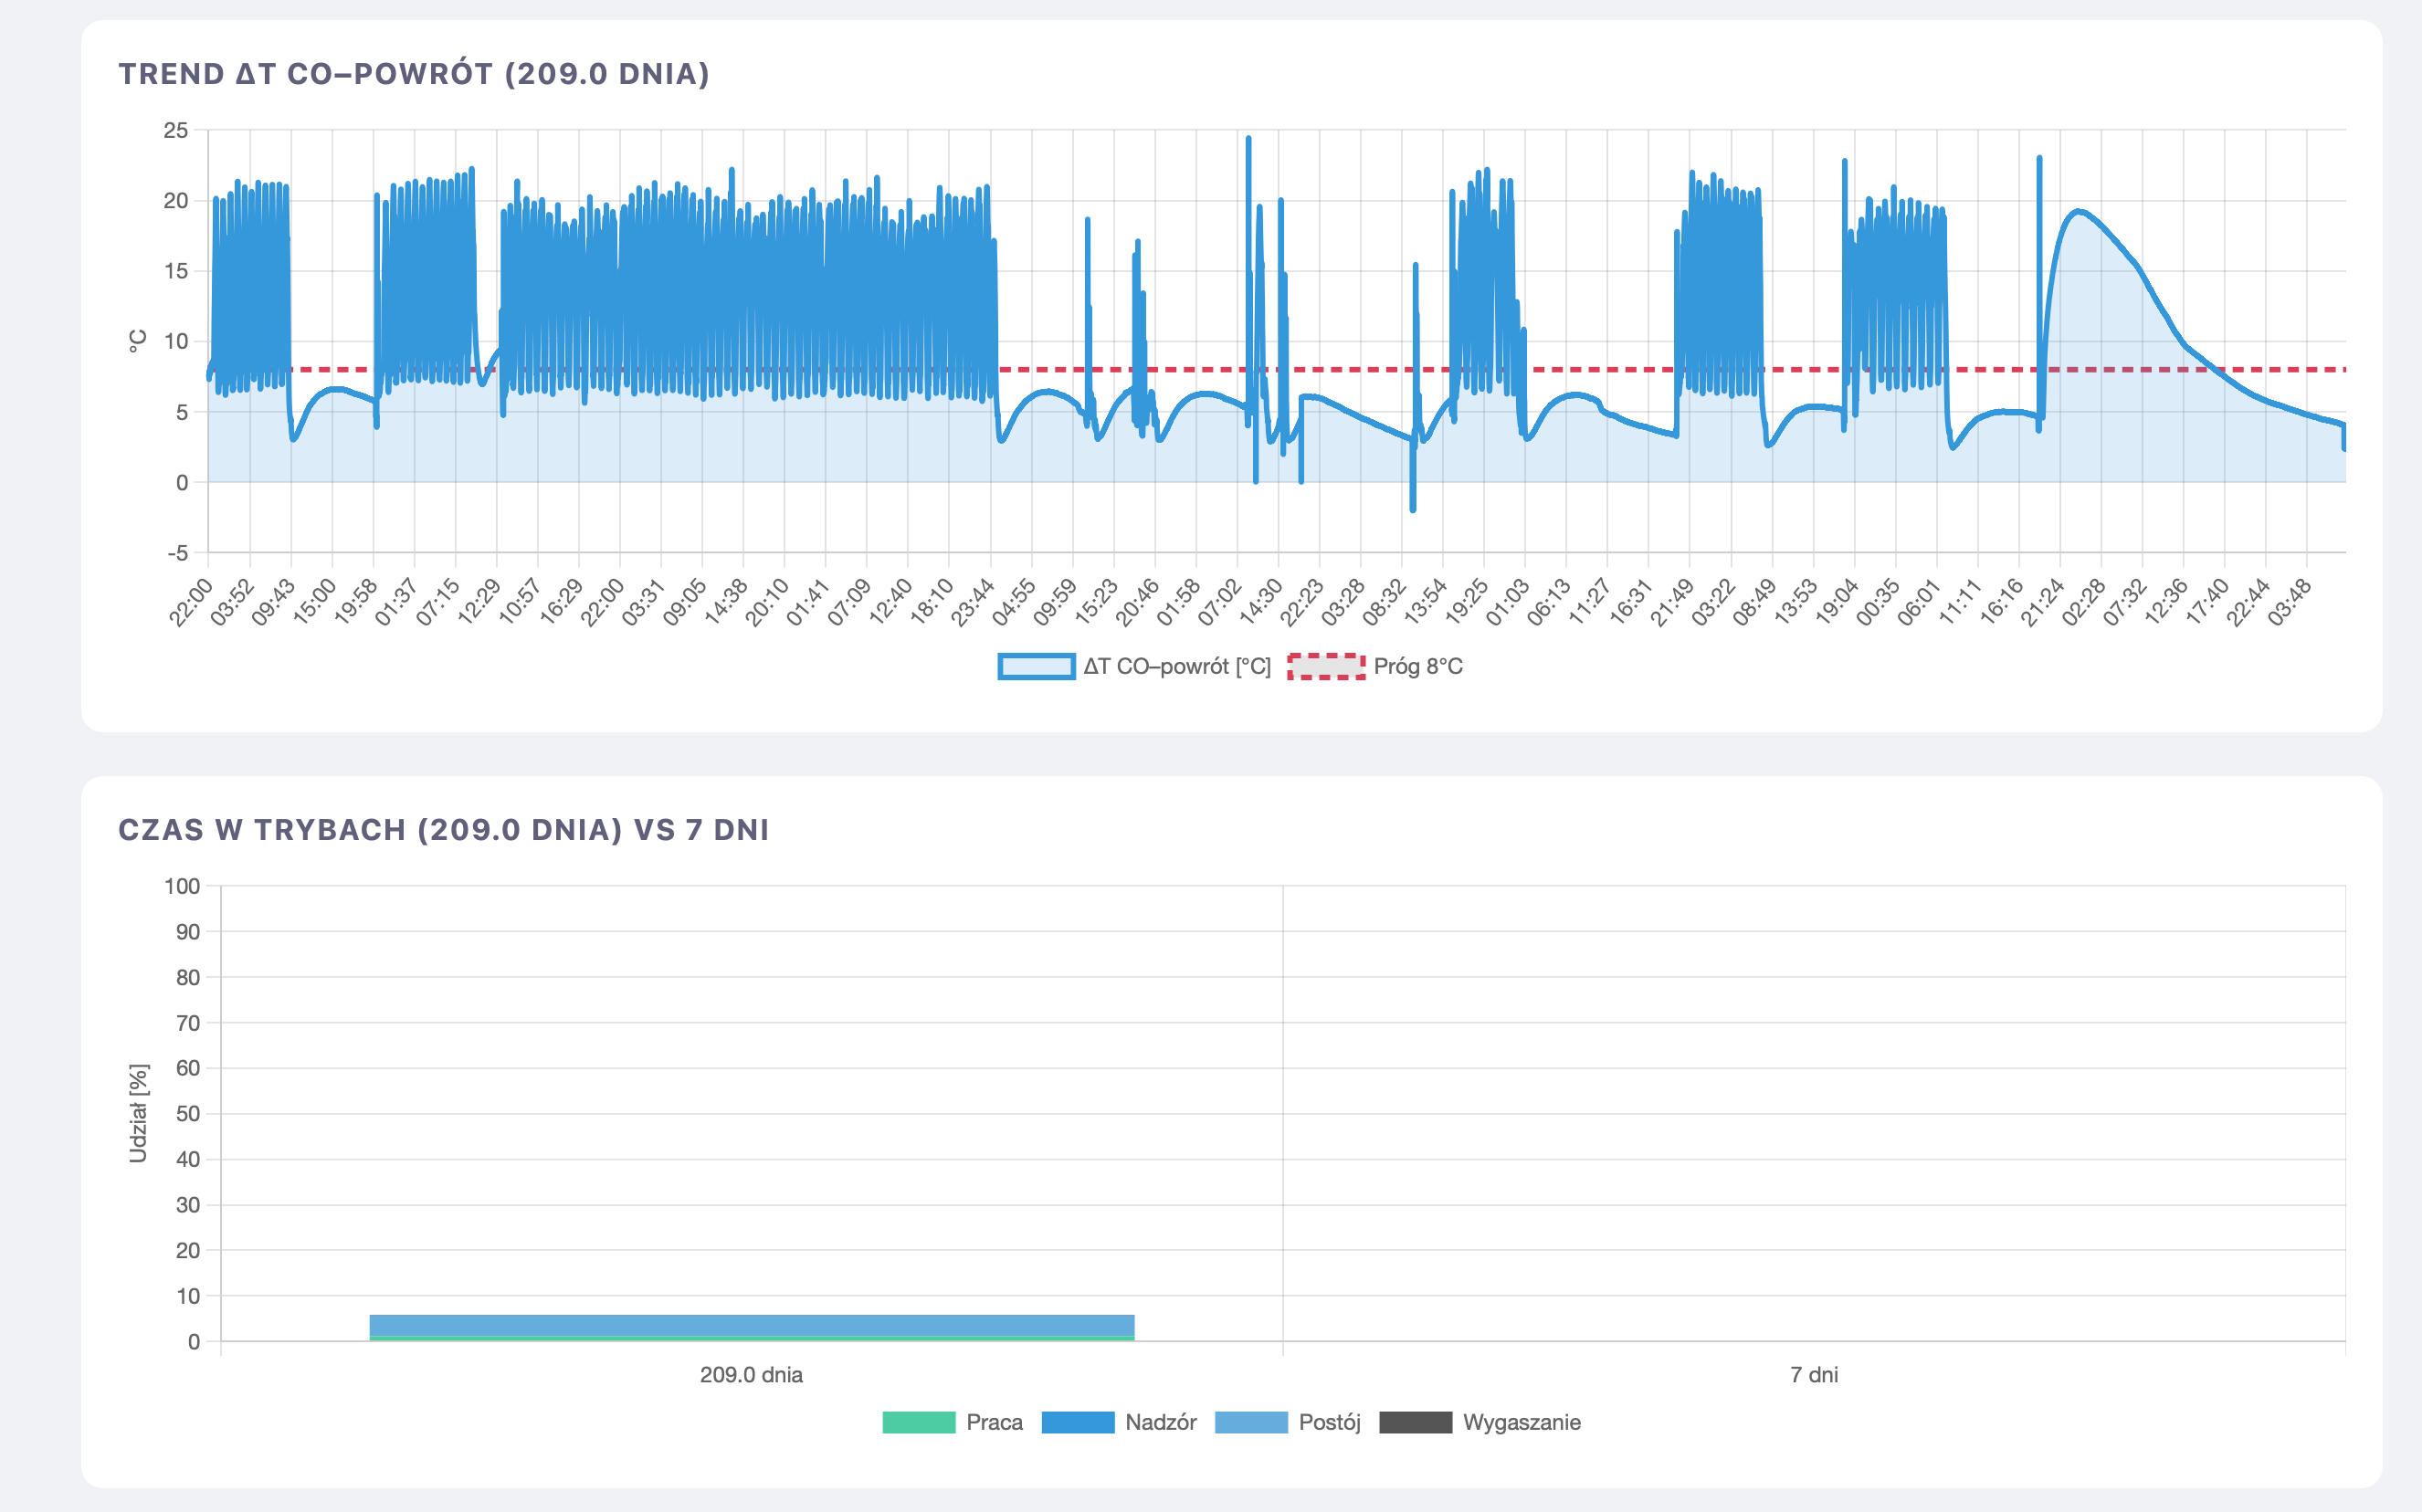 TREND ΔT CO–POWRÓT (209.0 DNIA)
25
20
15
10
5
0
-5
°C
22:00 03:52 09:43 15:00 19:58 01:37 07:15 12:29 10:57 16:29 22:00 03:31 09:05 14:38 20:10 01:41 07:09 12:40 18:10 23:44 04:55 09:59 15:23 20:46 01:58 07:02 14:30 22:23 03:28 08:32 13:54 19:25 01:03 06:13 11:27 16:31 21:49 03:22 08:49 13:53 19:04 00:35 06:01 11:11 16:16 21:24 02:28 07:32 12:36 17:40 22:44 03:48
ΔT CO–powrót [°C] Próg 8°C
CZAS W TRYBACH (209.0 DNIA) VS 7 DNI
100
90
80
70
60
50
40
30
20
10
0
Udział [%]
209.0 dnia 7 dni
Praca Nadzór Postój Wygaszanie